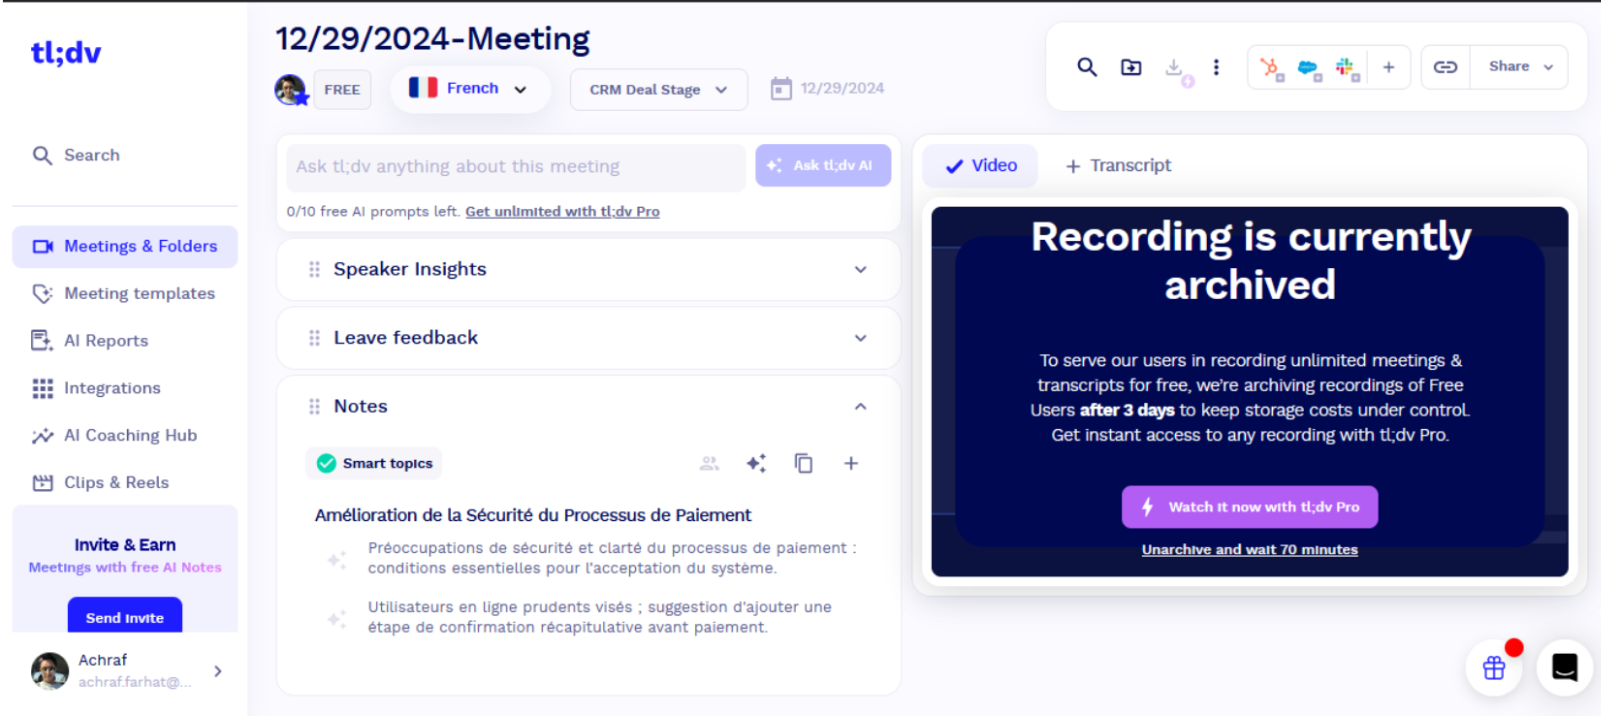 tl;dv
Search
Meetings & Folders
Meeting templates
AI Reports
Integrations
AI Coaching Hub
Clips & Reels
Invite & Earn
Meetings with free AI Notes
Send Invite
Achraf
achraf.farhat@...
12/29/2024-Meeting
FREE
French
CRM Deal Stage
12/29/2024
Share
Ask tl;dv anything about this meeting
Ask tl;dv AI
0/10 free AI prompts left. Get unlimited with tl;dv Pro
Speaker Insights
Leave feedback
Notes
Smart topics
Amélioration de la Sécurité du Processus de Paiement
Préoccupations de sécurité et clarté du processus de paiement :
conditions essentielles pour l'acceptation du système.
Utilisateurs en ligne prudents visés ; suggestion d'ajouter une
étape de confirmation récapitulative avant paiement.
Video
+ Transcript
Recording is currently
archived
To serve our users in recording unlimited meetings &
transcripts for free, we're archiving recordings of Free
Users after 3 days to keep storage costs under control.
Get instant access to any recording with tl;dv Pro.
Watch it now with tl;dv Pro
Unarchive and wait 70 minutes